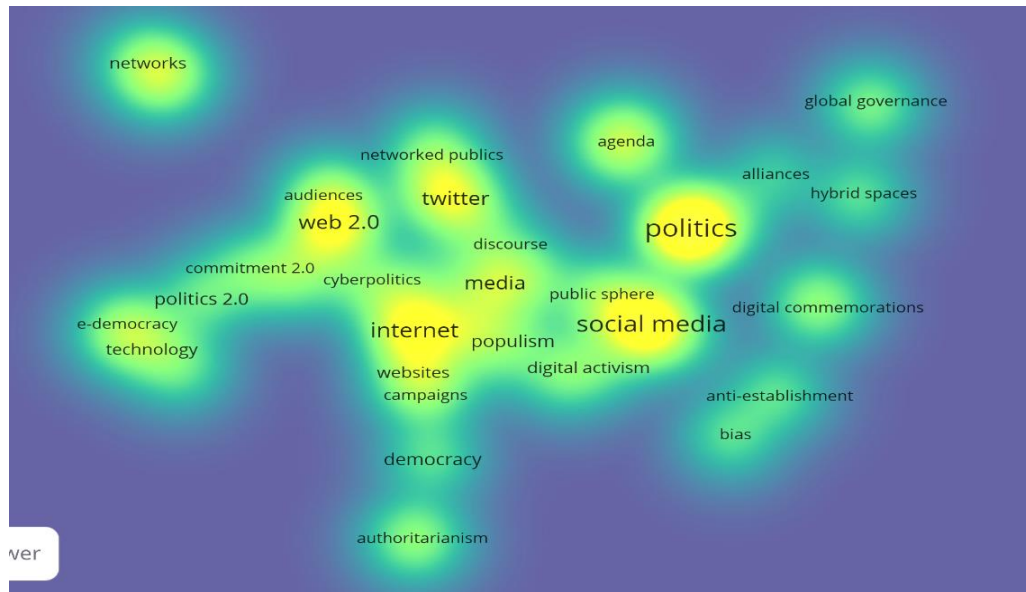 networks
global governance
agenda
networked publics
alliances
audiences
hybrid spaces
twitter
web 2.0
politics
discourse
commitment 2.0
cyberpolitics
media
public sphere
politics 2.0
digital commemorations
e-democracy
social media
internet
populism
technology
digital activism
websites
campaigns
anti-establishment
bias
democracy
authoritarianism
wer